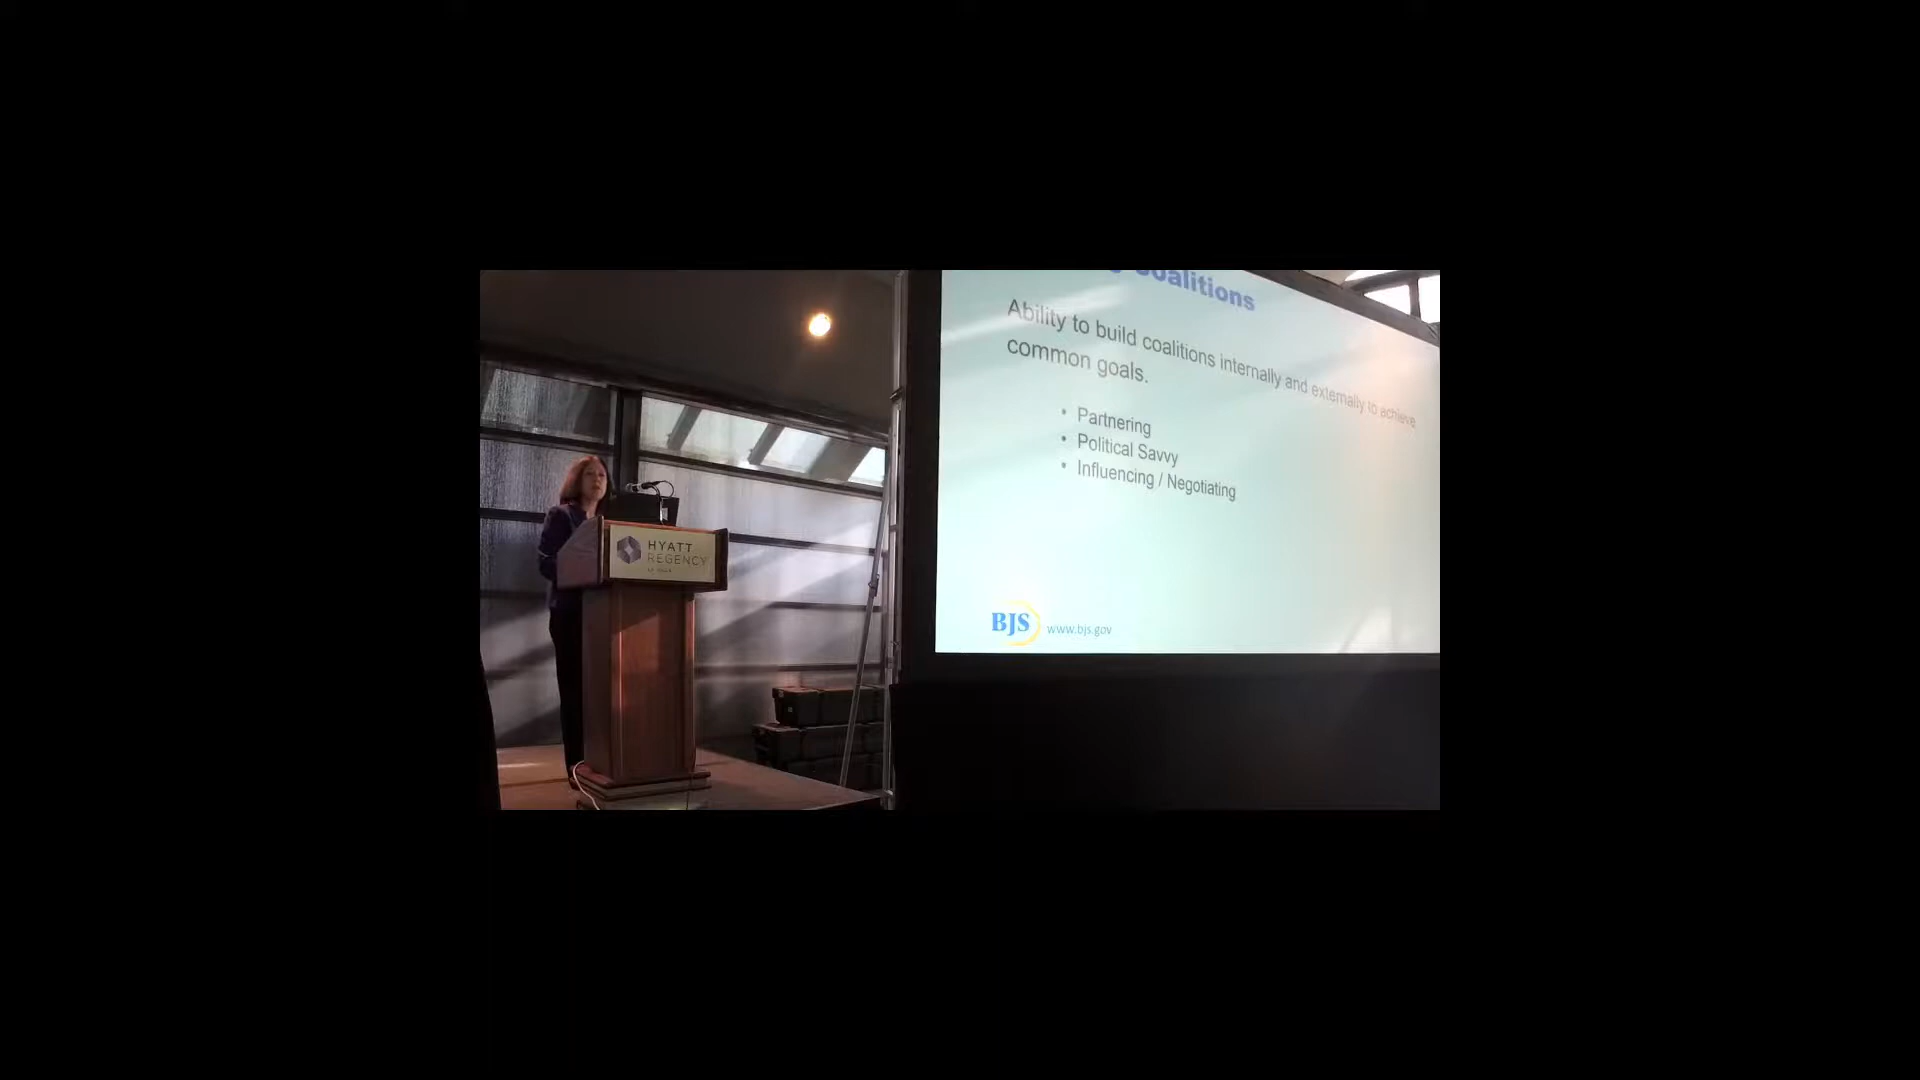 Coalitions
Ability to build coalitions internally and externally to achieve
common goals.
• Partnering
• Political Savvy
• Influencing / Negotiating
BJS www.bjs.gov
HYATT
REGENCY